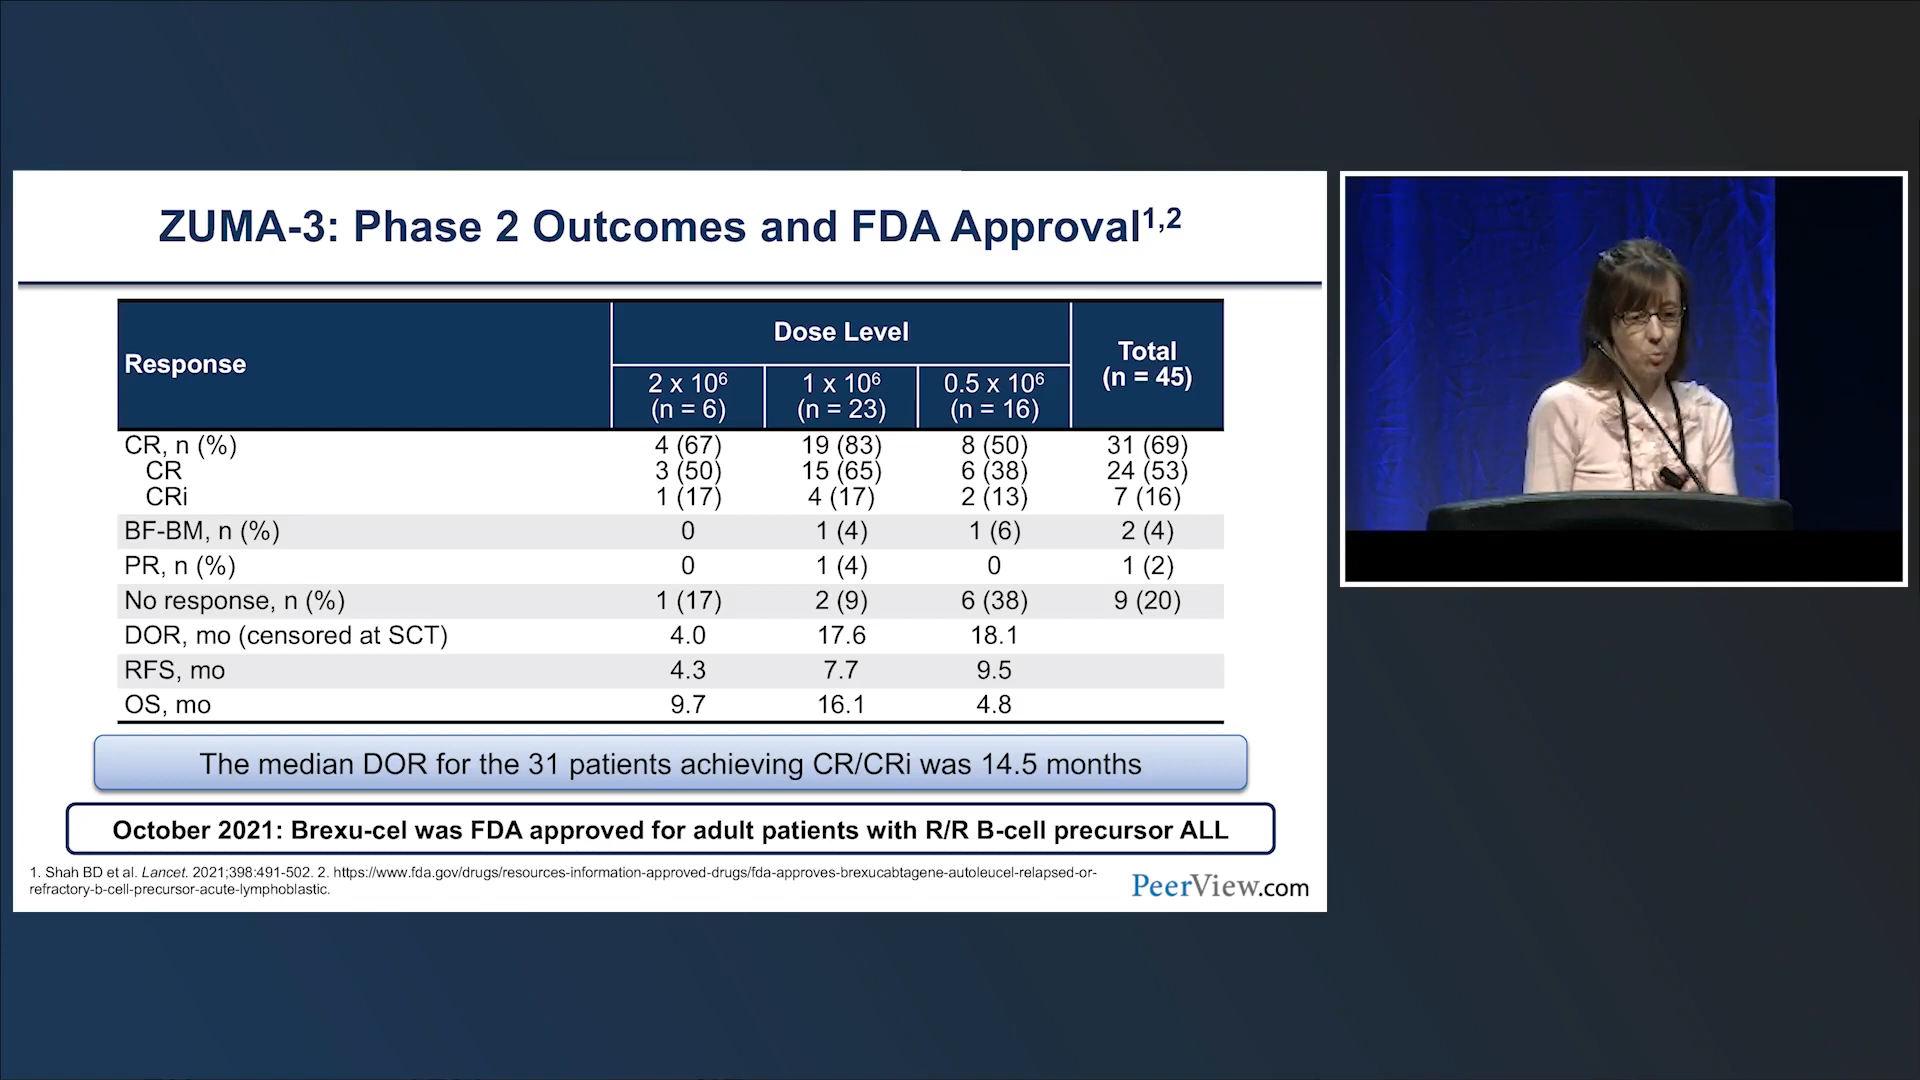 ZUMA-3: Phase 2 Outcomes and FDA Approval1,2
Response
Dose Level
Total
(n = 45)
2 x 10⁶
(n = 6)
1 x 10⁶
(n = 23)
0.5 x 10⁶
(n = 16)
CR, n (%) 4 (67) 19 (83) 8 (50) 31 (69)
CR 3 (50) 15 (65) 6 (38) 24 (53)
CRi 1 (17) 4 (17) 2 (13) 7 (16)
BF-BM, n (%) 0 1 (4) 1 (6) 2 (4)
PR, n (%) 0 1 (4) 0 1 (2)
No response, n (%) 1 (17) 2 (9) 6 (38) 9 (20)
DOR, mo (censored at SCT) 4.0 17.6 18.1
RFS, mo 4.3 7.7 9.5
OS, mo 9.7 16.1 4.8
The median DOR for the 31 patients achieving CR/CRi was 14.5 months
October 2021: Brexu-cel was FDA approved for adult patients with R/R B-cell precursor ALL
1. Shah BD et al. Lancet. 2021;398:491-502. 2. https://www.fda.gov/drugs/resources-information-approved-drugs/fda-approves-brexucabtagene-autoleucel-relapsed-or-
refractory-b-cell-precursor-acute-lymphoblastic.
PeerView.com